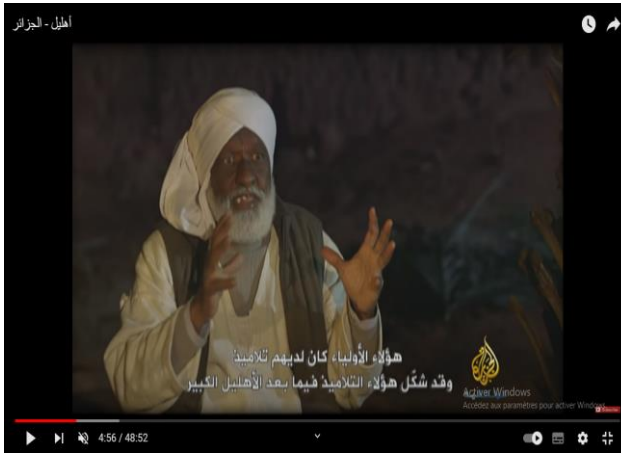 أهليل - الجزائر
هؤلاء الأولياء كان لديهم تلاميذ
وقد شكّل هؤلاء التلاميذ فيما بعد الأهليل الكبير
Activer Windows
Accédez aux paramètres pour activer Windows.
4:56 / 48:52